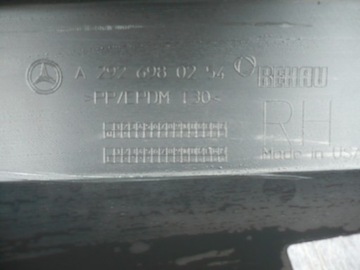 A 292 698 02 54 REHAU
>PP/EPDM T30<
RH
Made in USA